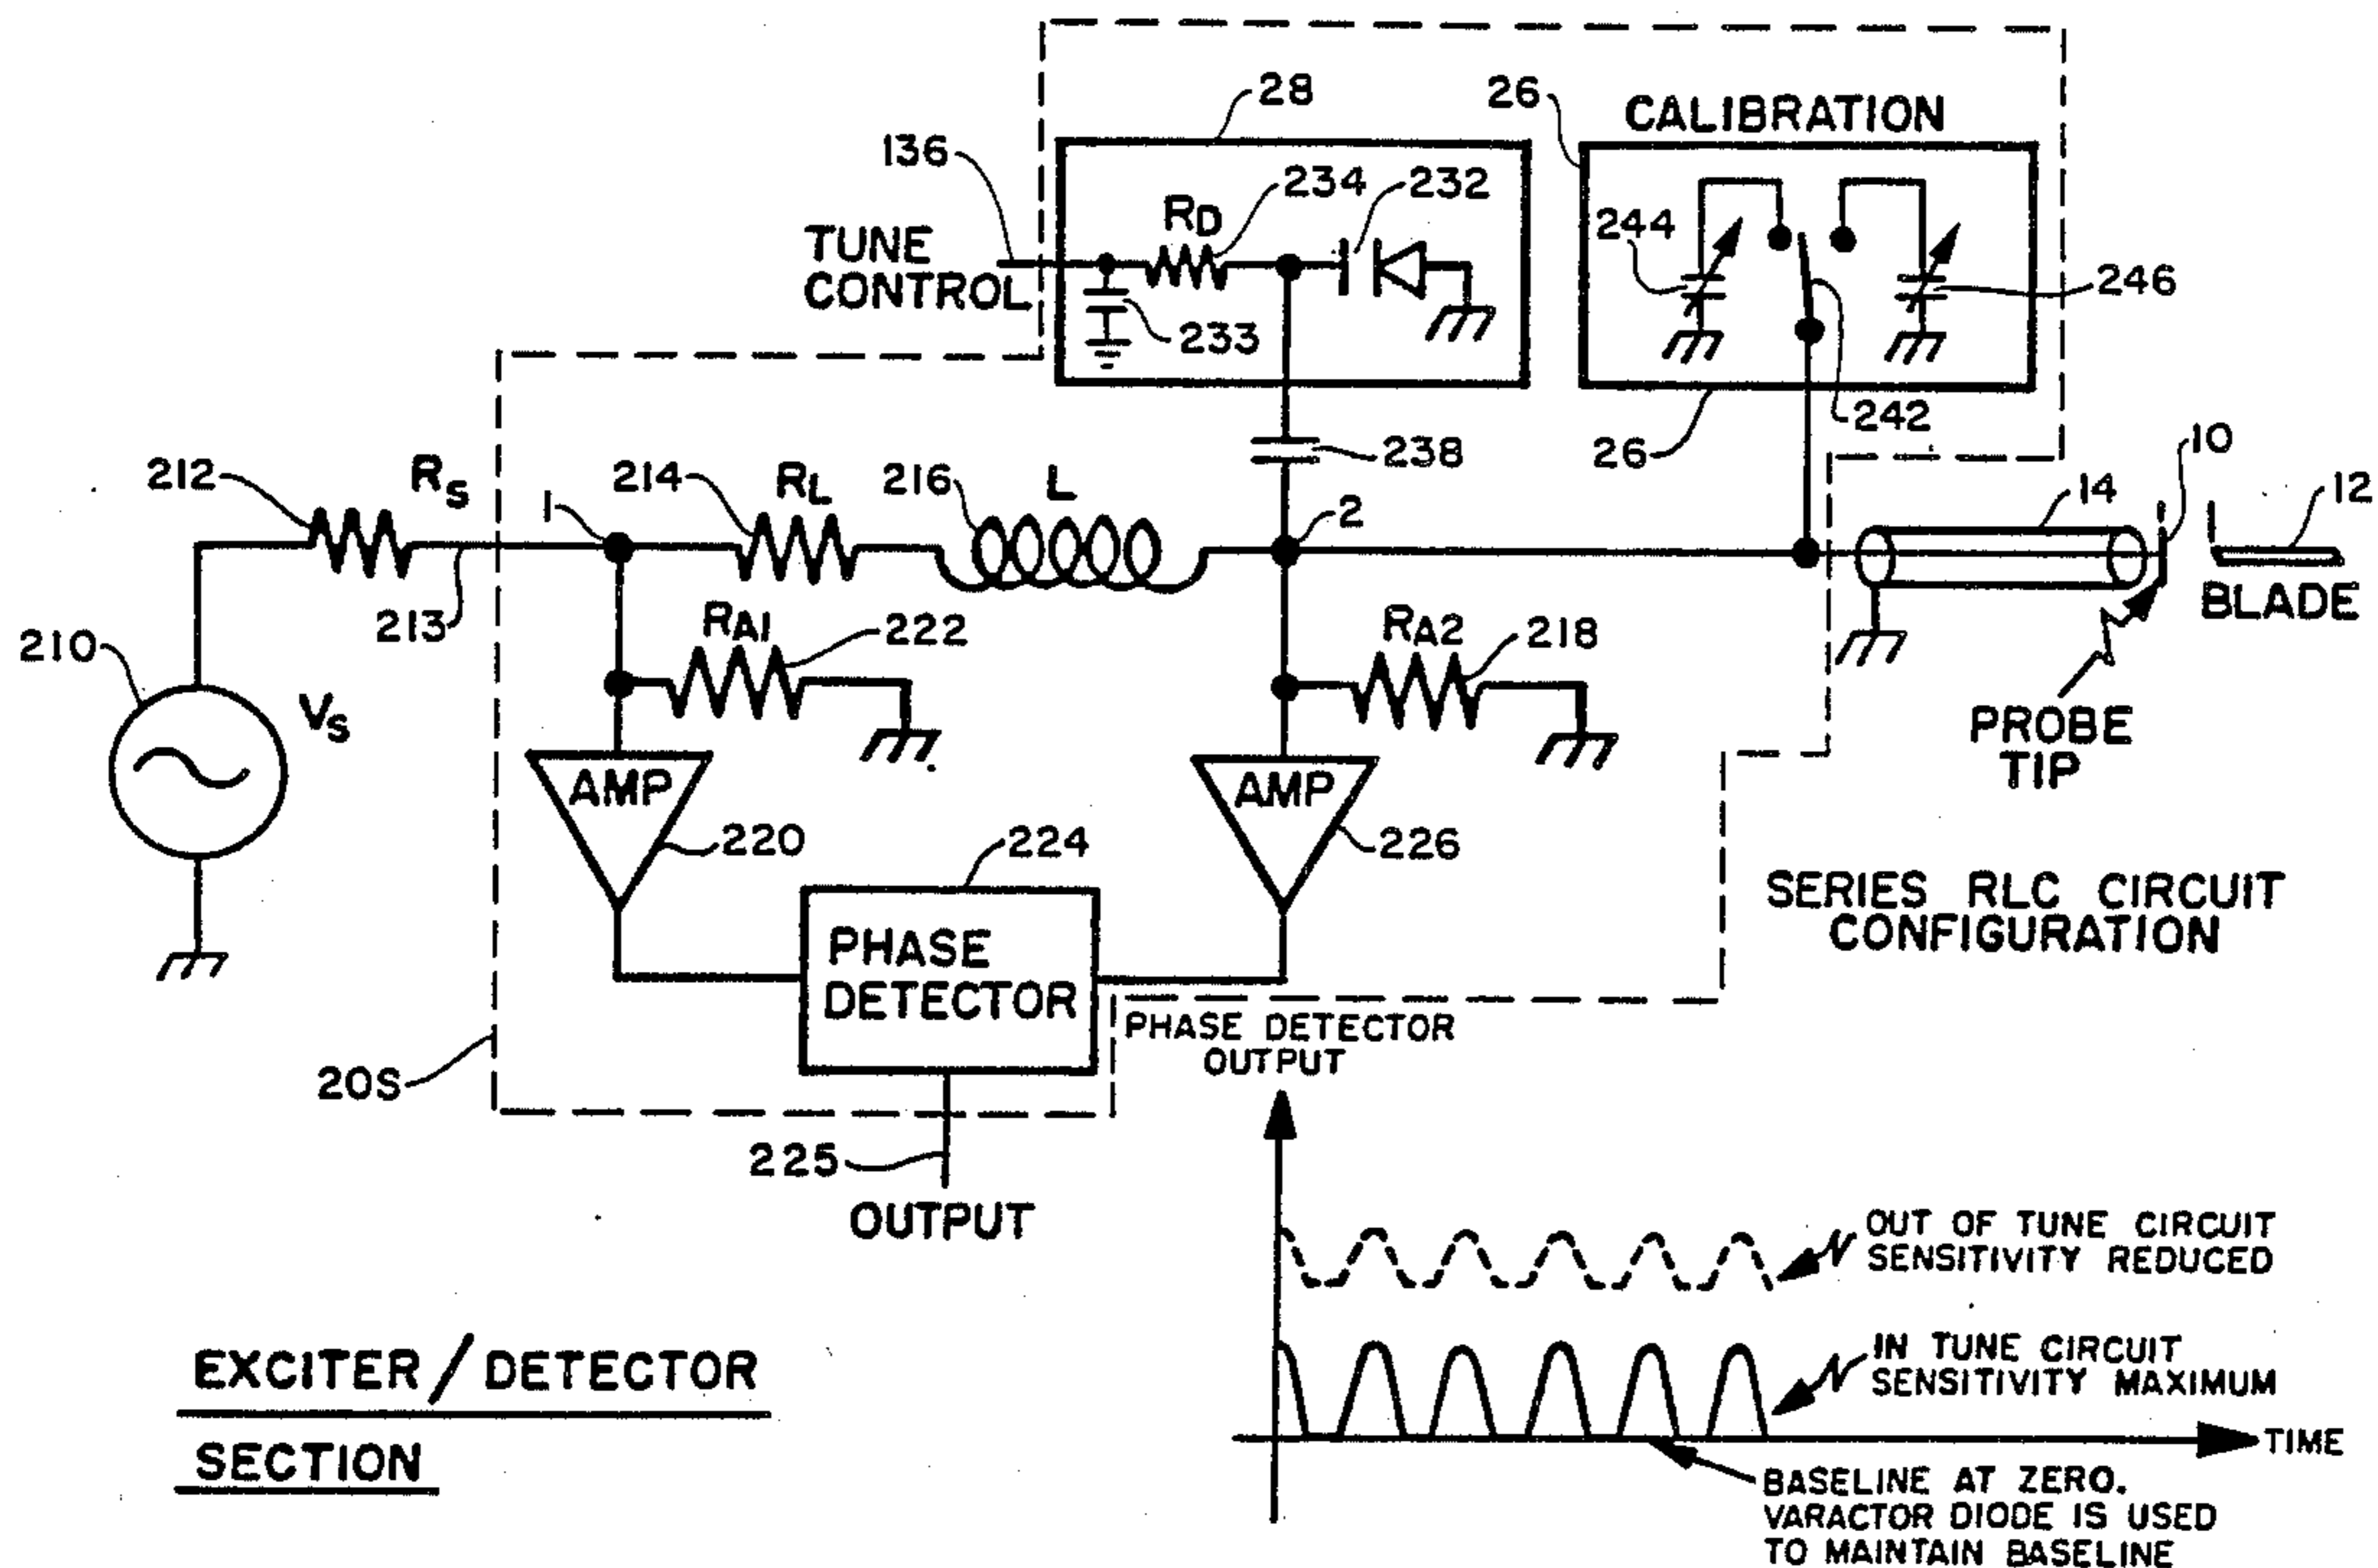 28
26
CALIBRATION
136
234
232
RD
TUNE
CONTROL
244
246
233
242
26
238
10
212
RS
1
214
RL
216
L
2
14
12
213
RA1
222
RA2
218
BLADE
210
VS
PROBE
TIP
AMP
220
AMP
226
224
PHASE
DETECTOR
SERIES RLC CIRCUIT
CONFIGURATION
20S
PHASE DETECTOR
OUTPUT
225
OUTPUT
OUT OF TUNE CIRCUIT
SENSITIVITY REDUCED
IN TUNE CIRCUIT
SENSITIVITY MAXIMUM
TIME
BASELINE AT ZERO.
VARACTOR DIODE IS USED
TO MAINTAIN BASELINE
EXCITER/DETECTOR
SECTION